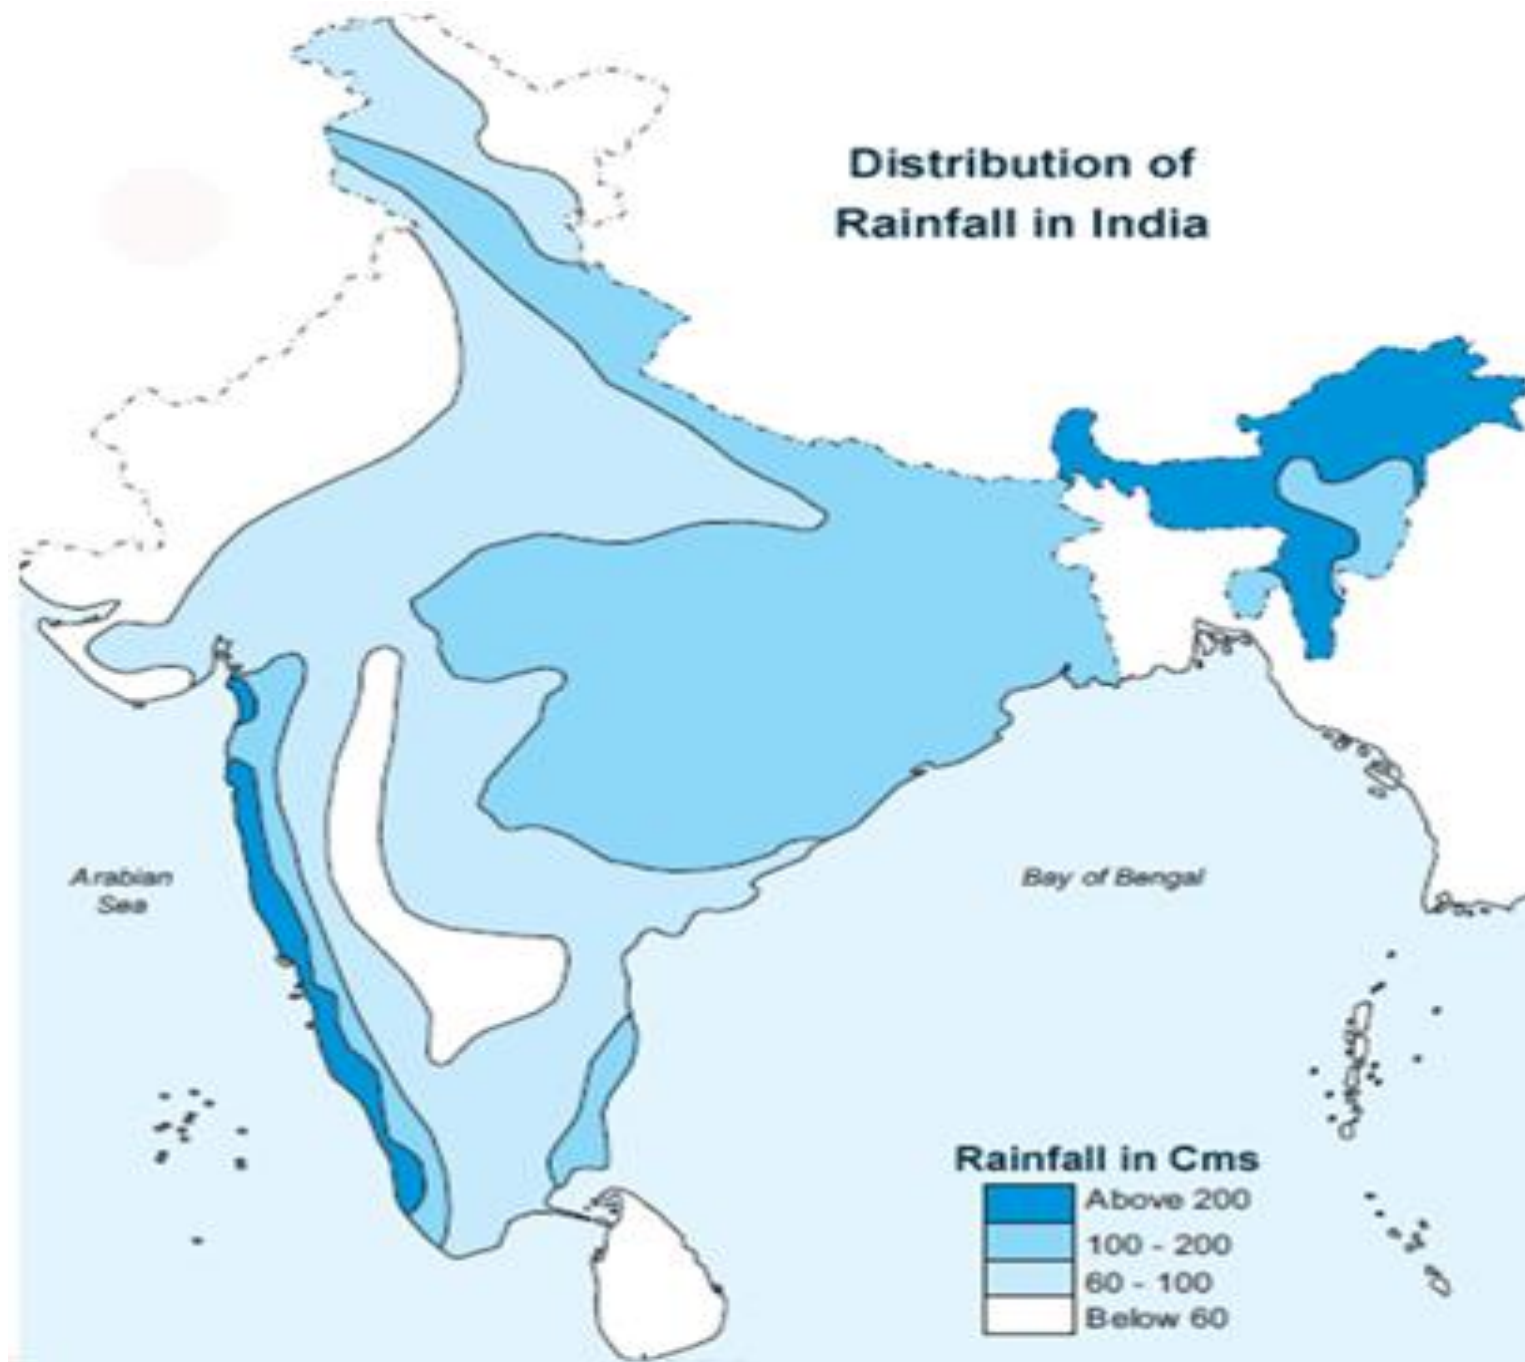 Distribution of
Rainfall in India
Arabian
Sea
Bay of Bengal
Rainfall in Cms
Above 200
100 - 200
60 - 100
Below 60